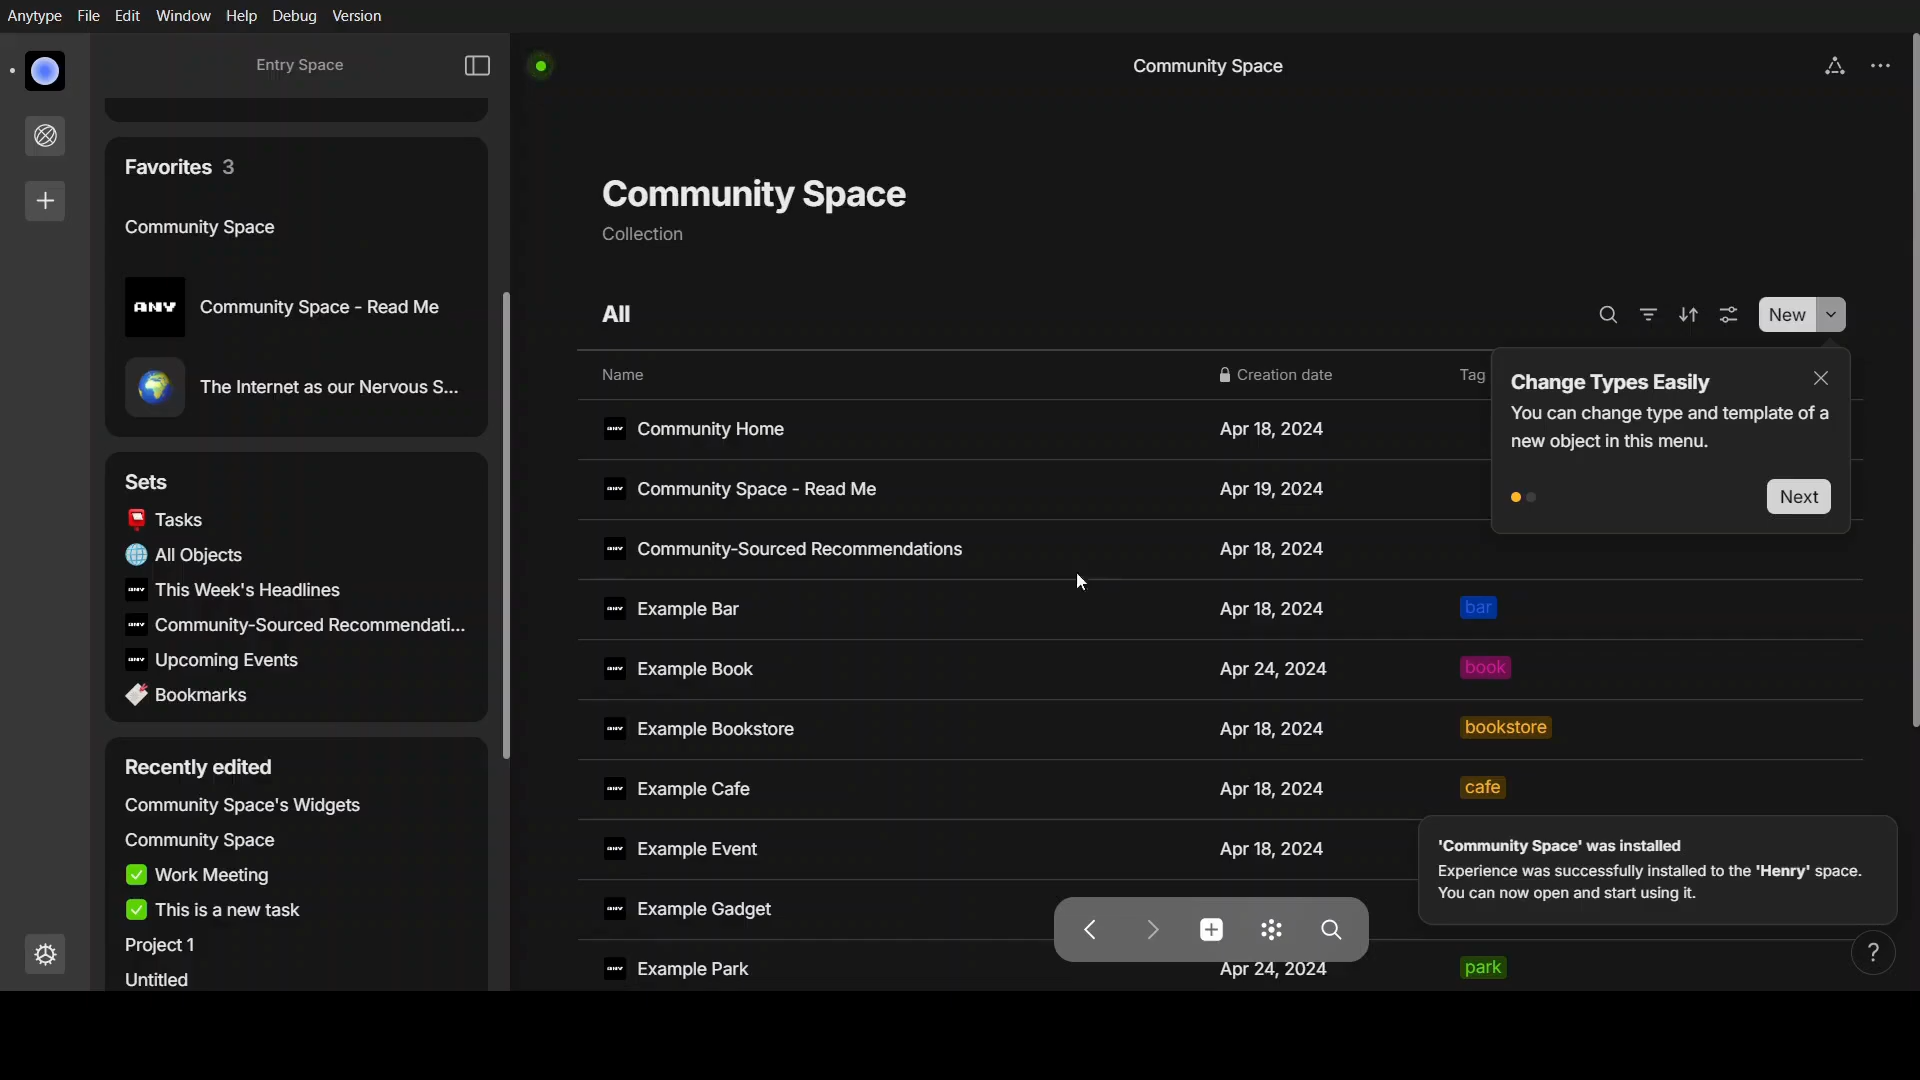 Anytype File Edit Window Help Debug Version
Entry Space
Favorites 3
Community Space
ANY Community Space - Read Me
The Internet as our Nervous S...
Sets
Tasks
All Objects
This Week's Headlines
Community-Sourced Recommendati...
Upcoming Events
Bookmarks
Recently edited
Community Space's Widgets
Community Space
Work Meeting
This is a new task
Project 1
Untitled
Community Space
Community Space
Collection
All
New
Name Creation date Tag
Community Home Apr 18, 2024
Community Space - Read Me Apr 19, 2024
Community-Sourced Recommendations Apr 18, 2024
Example Bar Apr 18, 2024 bar
Example Book Apr 24, 2024 book
Example Bookstore Apr 18, 2024 bookstore
Example Cafe Apr 18, 2024 cafe
Example Event Apr 18, 2024
Example Gadget
Example Park Apr 24, 2024 park
Change Types Easily
You can change type and template of a
new object in this menu.
Next
'Community Space' was installed
Experience was successfully installed to the 'Henry' space.
You can now open and start using it.
?